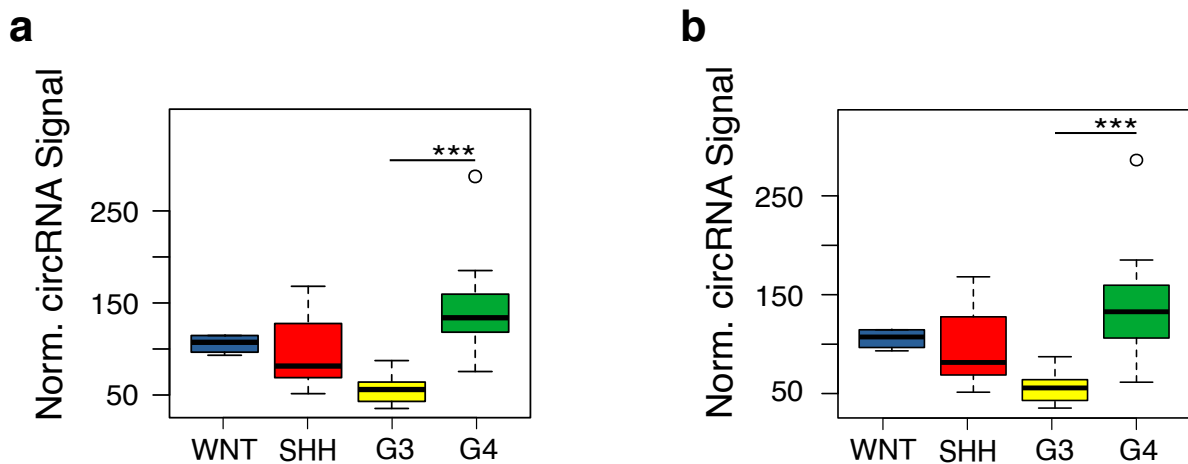 a
Norm. circRNA Signal
250
150
50
***
WNT SHH G3 G4
b
Norm. circRNA Signal
250
150
50
***
WNT SHH G3 G4